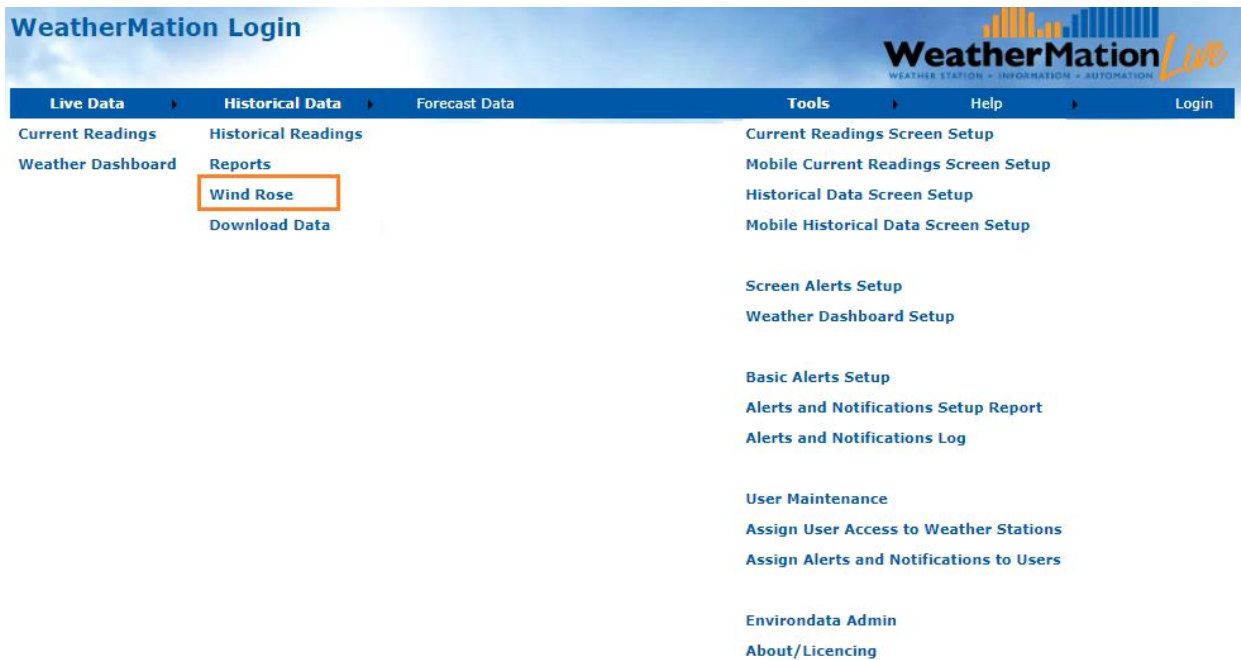 WeatherMation Login
WeatherMation Live
WEATHER STATION + INFORMATION + AUTOMATION
Live Data Historical Data Forecast Data Tools Help Login
Current Readings Historical Readings Current Readings Screen Setup
Weather Dashboard Reports Mobile Current Readings Screen Setup
Wind Rose Historical Data Screen Setup
Download Data Mobile Historical Data Screen Setup
Screen Alerts Setup
Weather Dashboard Setup
Basic Alerts Setup
Alerts and Notifications Setup Report
Alerts and Notifications Log
User Maintenance
Assign User Access to Weather Stations
Assign Alerts and Notifications to Users
Environdata Admin
About/Licencing